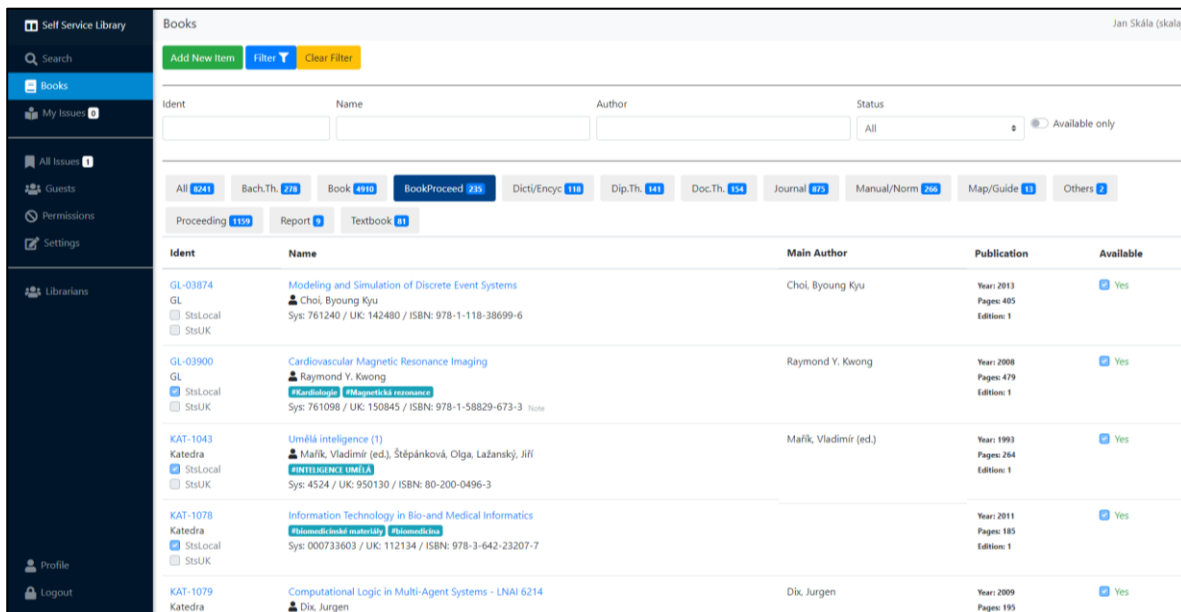 Self Service Library
Books
Jan Skála (skala
Search
Books
My Issues 0
All Issues 1
Guests
Permissions
Settings
Librarians
Profile
Logout
Add New Item Filter Clear Filter
Ident Name Author Status
All Available only
All 8241 Bach.Th. 278 Book 4910 BookProceed 235 Dicti/Encyc 118 Dip.Th. 141 Doc.Th. 154 Journal 875 Manual/Norm 266 Map/Guide 13 Others 2
Proceeding 1159 Report 9 Textbook 81
Ident Name Main Author Publication Available
GL-03874 Modeling and Simulation of Discrete Event Systems Choi, Byoung Kyu Year: 2013 Yes
GL Choi, Byoung Kyu Pages: 405
StsLocal Sys: 761240 / UK: 142480 / ISBN: 978-1-118-38699-6 Edition: 1
StsUK
GL-03900 Cardiovascular Magnetic Resonance Imaging Raymond Y. Kwong Year: 2008 Yes
GL Raymond Y. Kwong Pages: 479
StsLocal #Kardiologie #Magnetická rezonance Edition: 1
StsUK Sys: 761098 / UK: 150845 / ISBN: 978-1-58829-673-3 Note
KAT-1043 Umělá inteligence (1) Mařík, Vladimír (ed.) Year: 1993 Yes
Katedra Mařík, Vladimír (ed.), Štěpánková, Olga, Lažanský, Jiří Pages: 264
StsLocal #INTELIGENCE UMĚLÁ Edition: 1
StsUK Sys: 4524 / UK: 950130 / ISBN: 80-200-0496-3
KAT-1078 Information Technology in Bio-and Medical Informatics Year: 2011 Yes
Katedra #biomedicínské materiály #biomedicína Pages: 185
StsLocal Sys: 000733603 / UK: 112134 / ISBN: 978-3-642-23207-7 Edition: 1
StsUK
KAT-1079 Computational Logic in Multi-Agent Systems - LNAI 6214 Dix, Jurgen Year: 2009 Yes
Katedra Dix, Jurgen Pages: 195